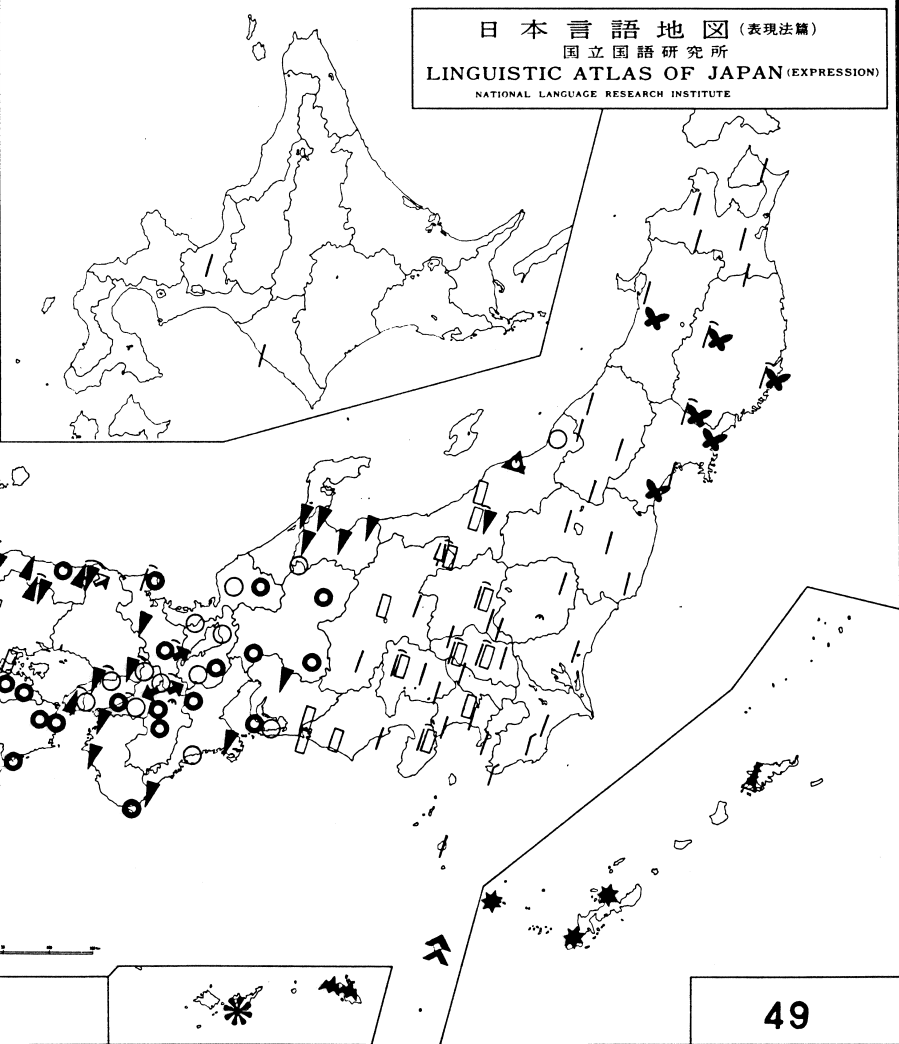 日本言語地図(表現法篇)
国立国語研究所
LINGUISTIC ATLAS OF JAPAN (EXPRESSION)
NATIONAL LANGUAGE RESEARCH INSTITUTE
49